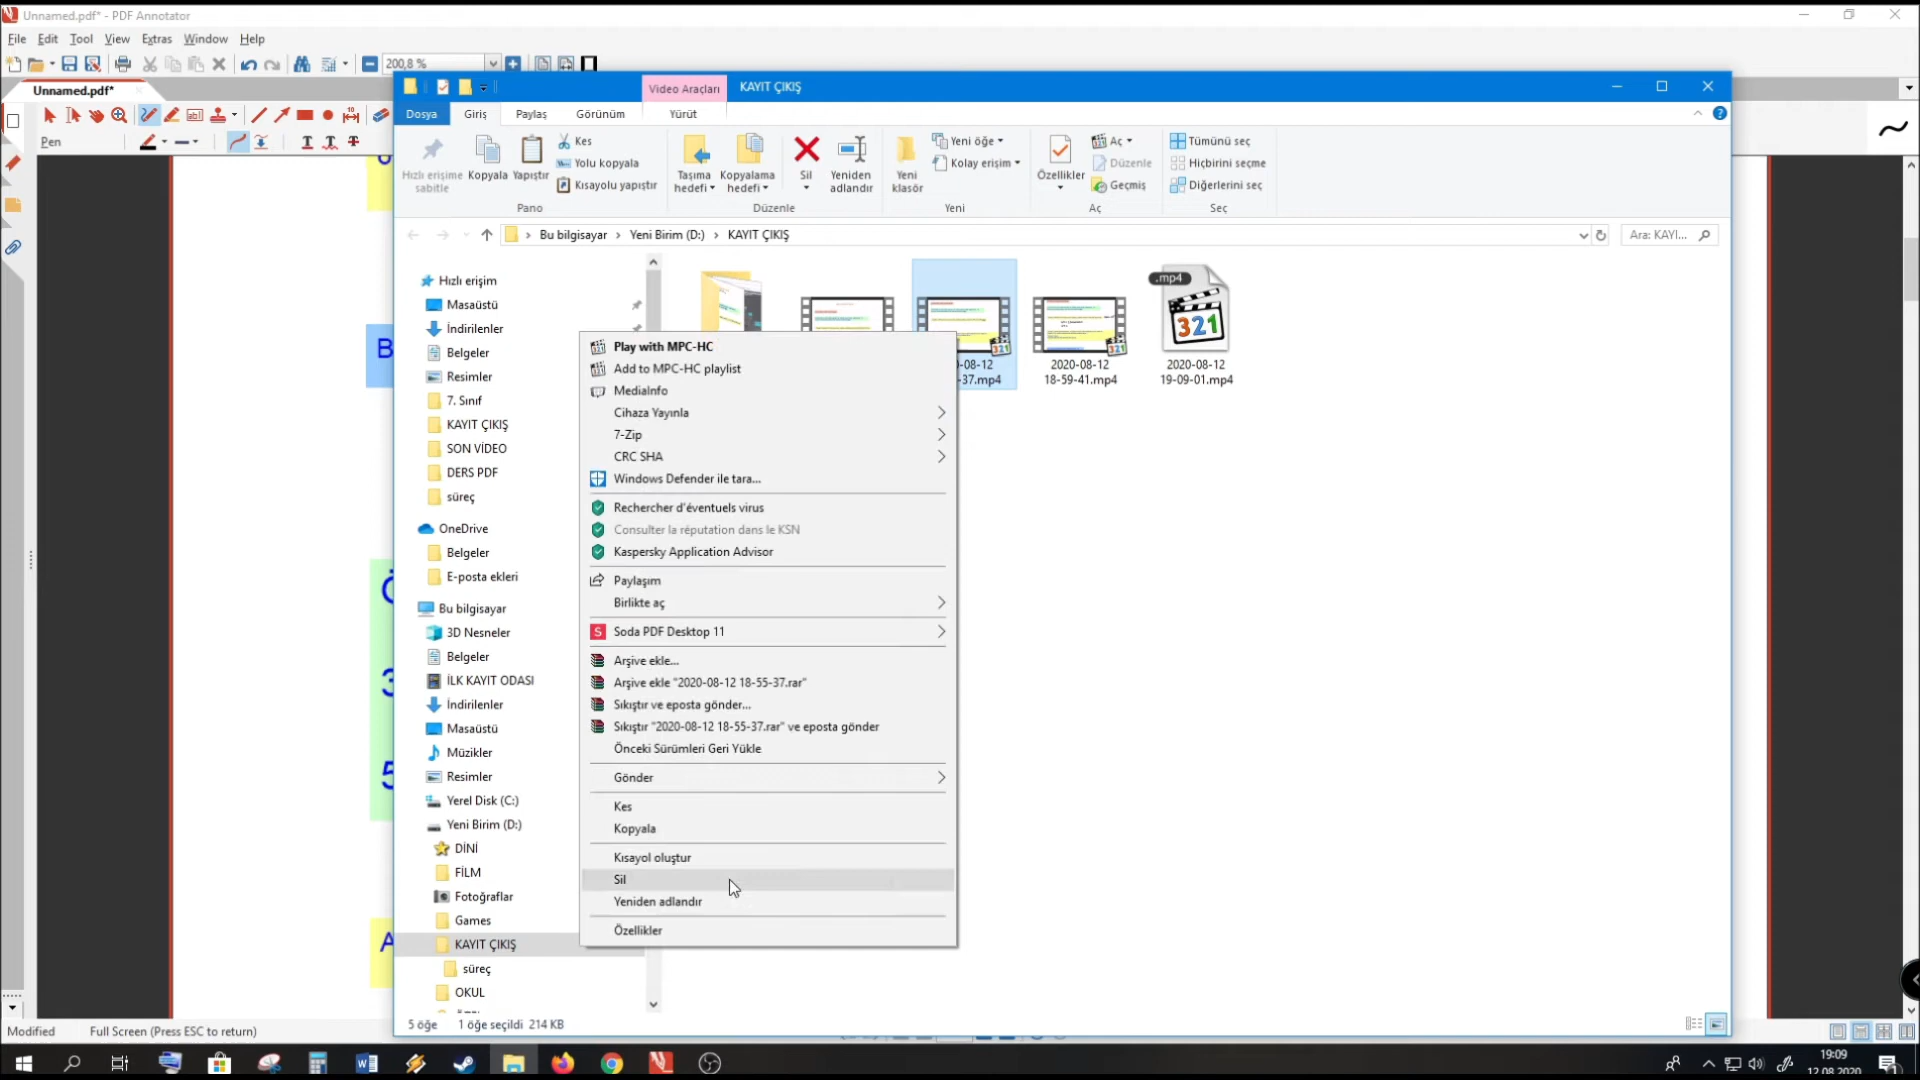 Unnamed.pdf* - PDF Annotator
File Edit Tool View Extras Window Help
200,8 %
Unnamed.pdf*
Pen
Video Araçları KAYIT ÇIKIŞ
Dosya Giriş Paylaş Görünüm Yürüt
Hızlı erişime sabitle
Kopyala
Yapıştır
Kes
Yolu kopyala
Kısayolu yapıştır
Pano
Taşıma hedefi
Kopyalama hedefi
Sil
Yeniden adlandır
Düzenle
Yeni klasör
Yeni öğe
Kolay erişim
Yeni
Özellikler
Aç
Düzenle
Geçmiş
Aç
Tümünü seç
Hiçbirini seçme
Diğerlerini seç
Seç
Bu bilgisayar Yeni Birim (D:) KAYIT ÇIKIŞ
Ara: KAYI...
Hızlı erişim
Masaüstü
İndirilenler
Belgeler
Resimler
7. Sınıf
KAYIT ÇIKIŞ
SON VİDEO
DERS PDF
süreç
OneDrive
Belgeler
E-posta ekleri
Bu bilgisayar
3D Nesneler
Belgeler
İLK KAYIT ODASI
İndirilenler
Masaüstü
Müzikler
Resimler
Yerel Disk (C:)
Yeni Birim (D:)
DİNİ
FİLM
Fotoğraflar
Games
KAYIT ÇIKIŞ
süreç
OKUL
-08-12
-37.mp4
2020-08-12
18-59-41.mp4
.mp4
321
2020-08-12
19-09-01.mp4
Play with MPC-HC
Add to MPC-HC playlist
MediaInfo
Cihaza Yayınla
7-Zip
CRC SHA
Windows Defender ile tara...
Rechercher d'éventuels virus
Consulter la réputation dans le KSN
Kaspersky Application Advisor
Paylaşım
Birlikte aç
Soda PDF Desktop 11
Arşive ekle...
Arşive ekle "2020-08-12 18-55-37.rar"
Sıkıştır ve eposta gönder...
Sıkıştır "2020-08-12 18-55-37.rar" ve eposta gönder
Önceki Sürümleri Geri Yükle
Gönder
Kes
Kopyala
Kısayol oluştur
Sil
Yeniden adlandır
Özellikler
5 öğe 1 öğe seçildi 214 KB
Modified Full Screen (Press ESC to return)
19:09
12.08.2020